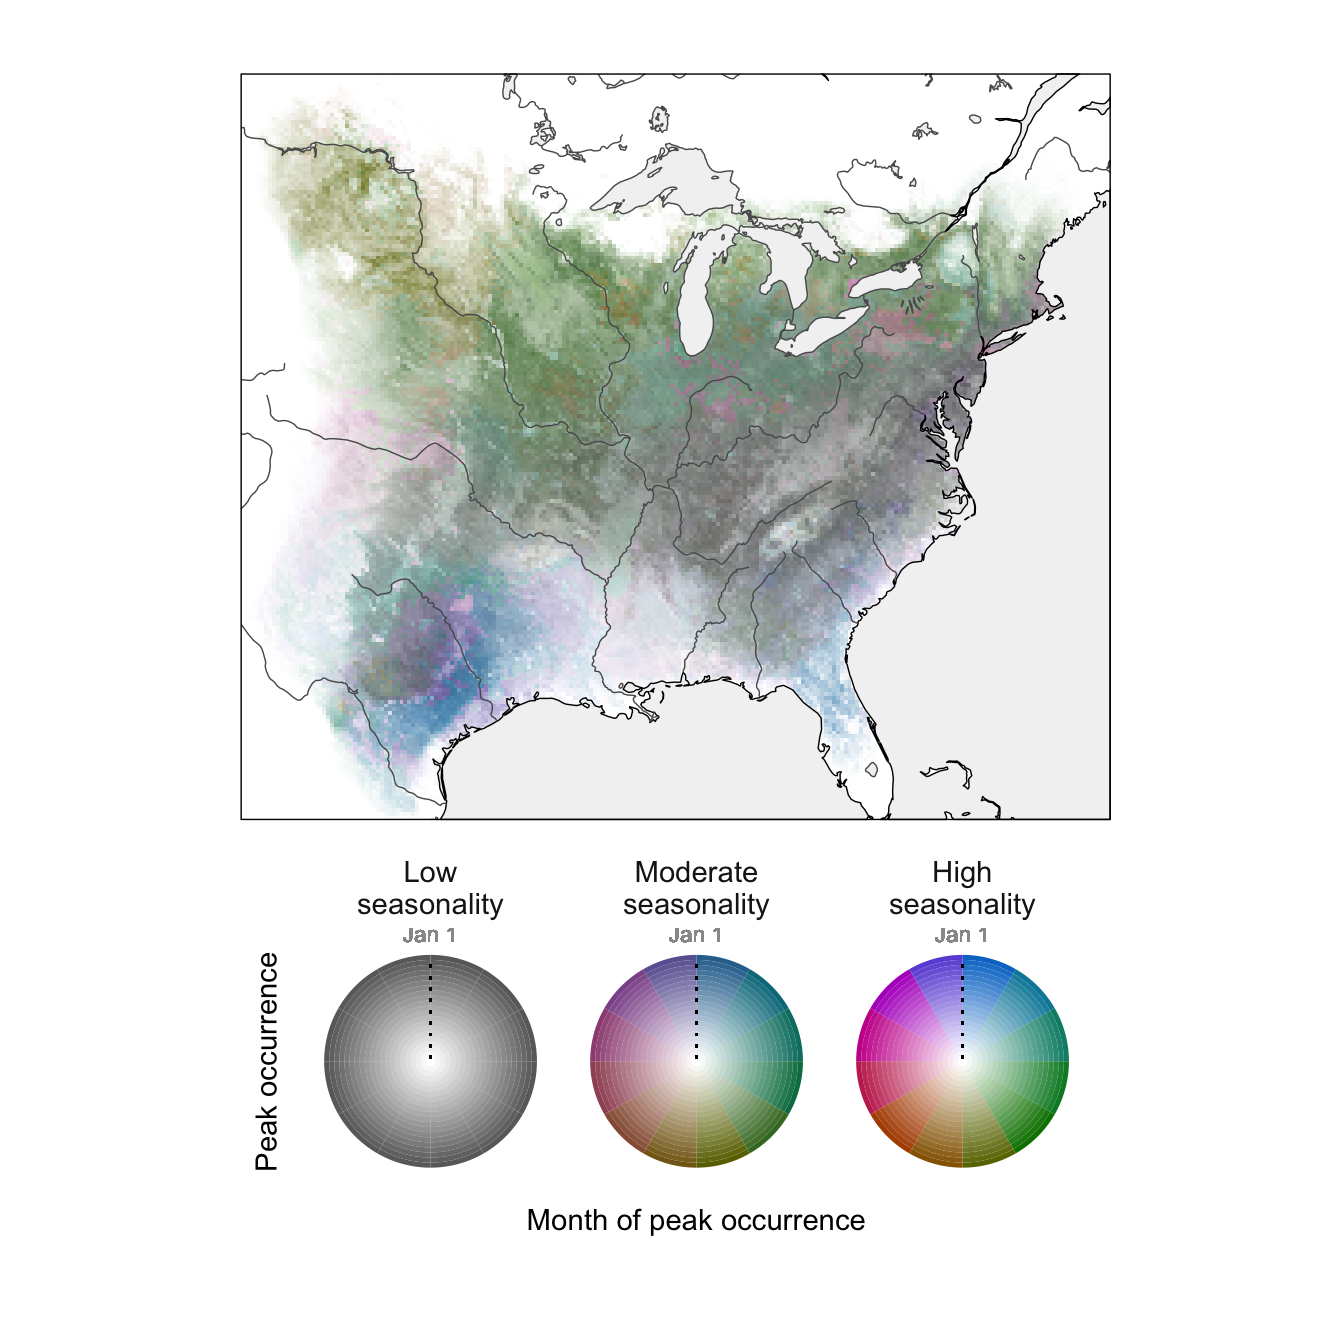 Low
seasonality
Moderate
seasonality
High
seasonality
Jan 1
Jan 1
Jan 1
Peak occurrence
Month of peak occurrence